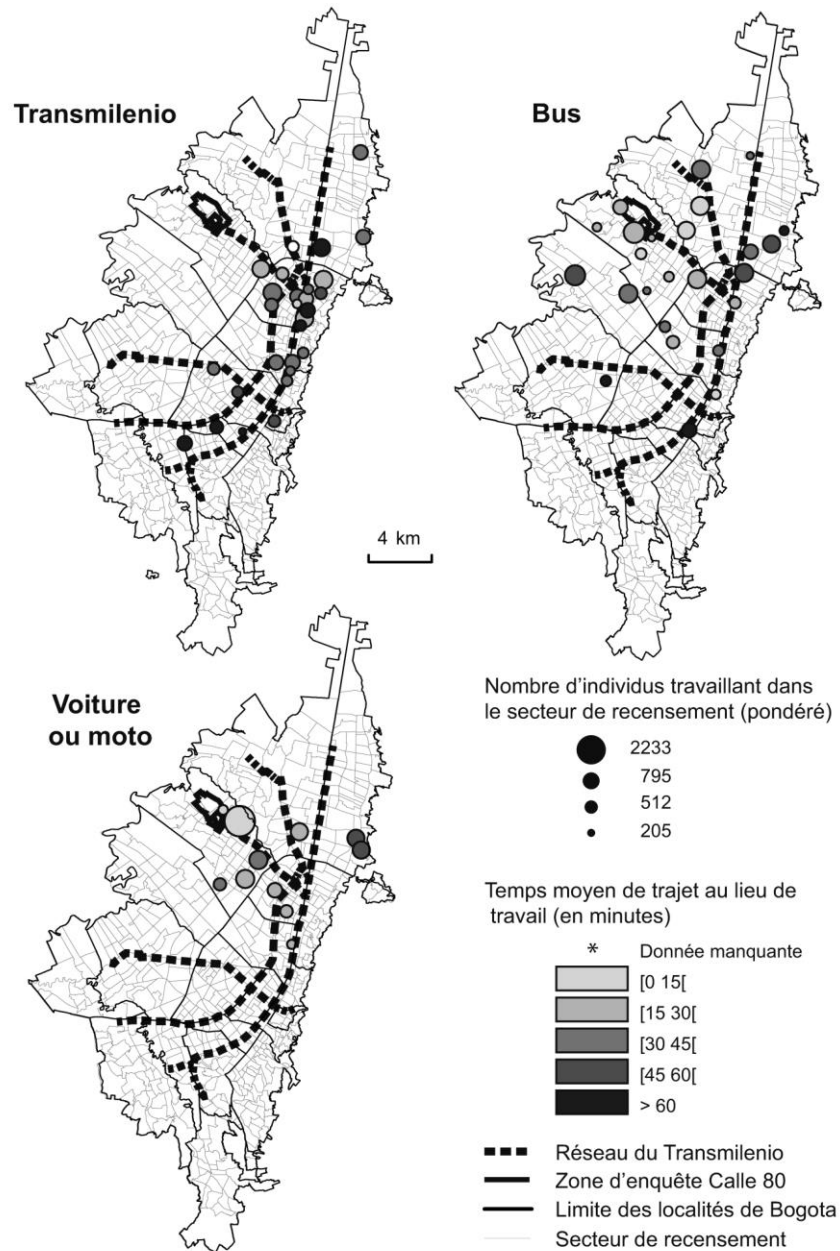 Transmilenio
Bus
4 km
Voiture
ou moto
Nombre d'individus travaillant dans
le secteur de recensement (pondéré)
2233
795
512
205
Temps moyen de trajet au lieu de
travail (en minutes)
* Donnée manquante
[0 15[
[15 30[
[30 45[
[45 60[
> 60
Réseau du Transmilenio
Zone d'enquête Calle 80
Limite des localités de Bogota
Secteur de recensement